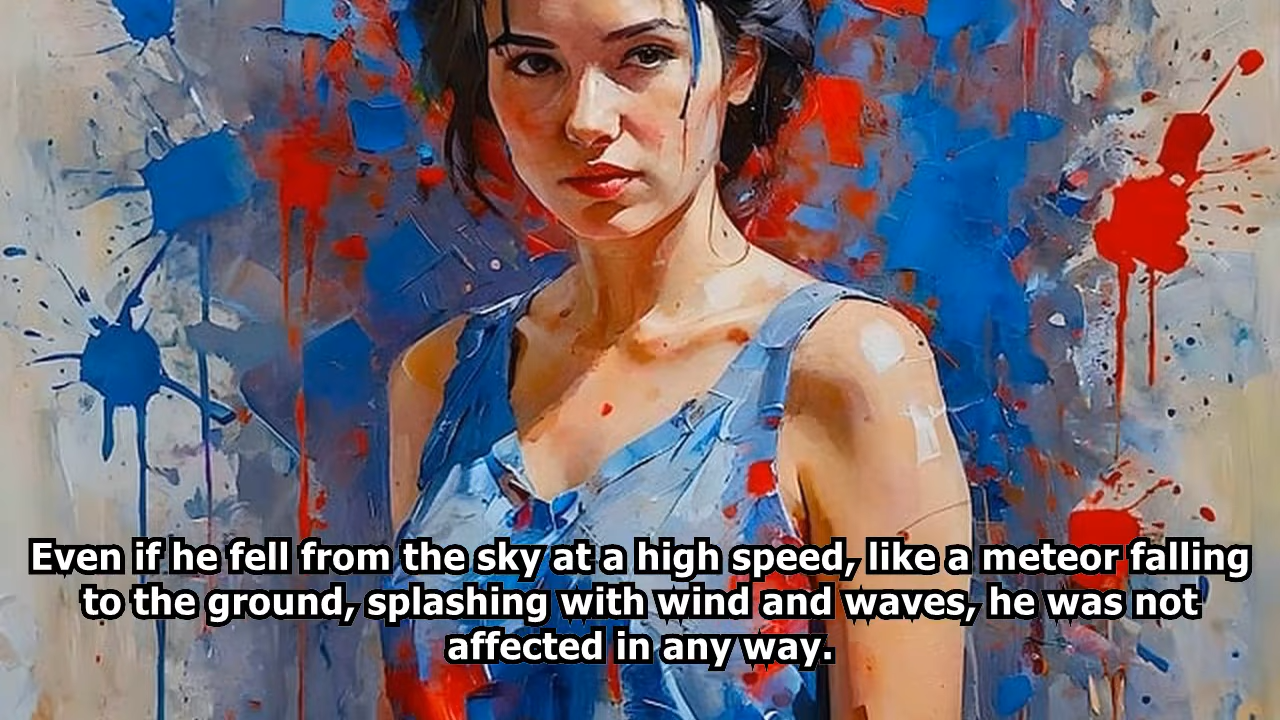 Even if he fell from the sky at a high speed, like a meteor falling
to the ground, splashing with wind and waves, he was not
affected in any way.